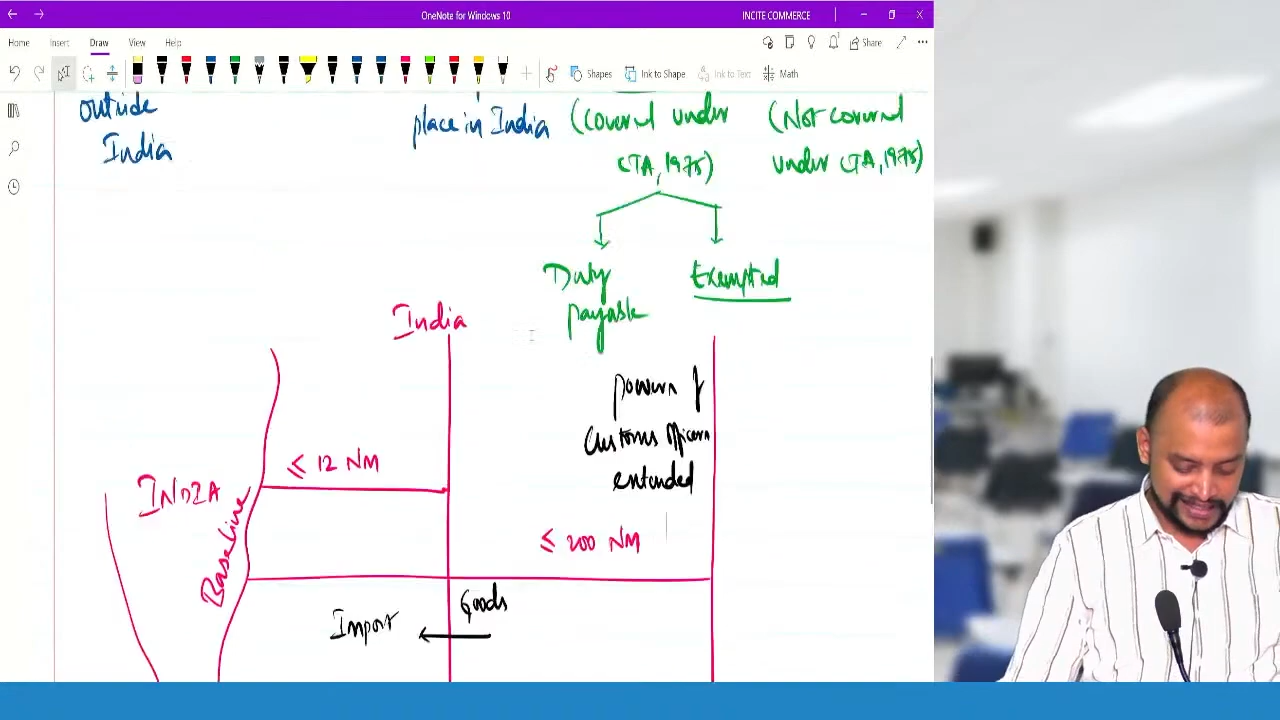 OneNote for Windows 10
INCITE COMMERCE
Home Insert Draw View Help
Share
Shapes
Ink to Shape
Ink to Text
Math
outside
India
place in India
(Covered under
CTA, 1975)
(Not covered
under CTA, 1975)
Duty
payable
Exempted
India
powers of
Customs officers
extended
≤ 12 NM
INDIA
Baseline
≤ 200 NM
Goods
Import